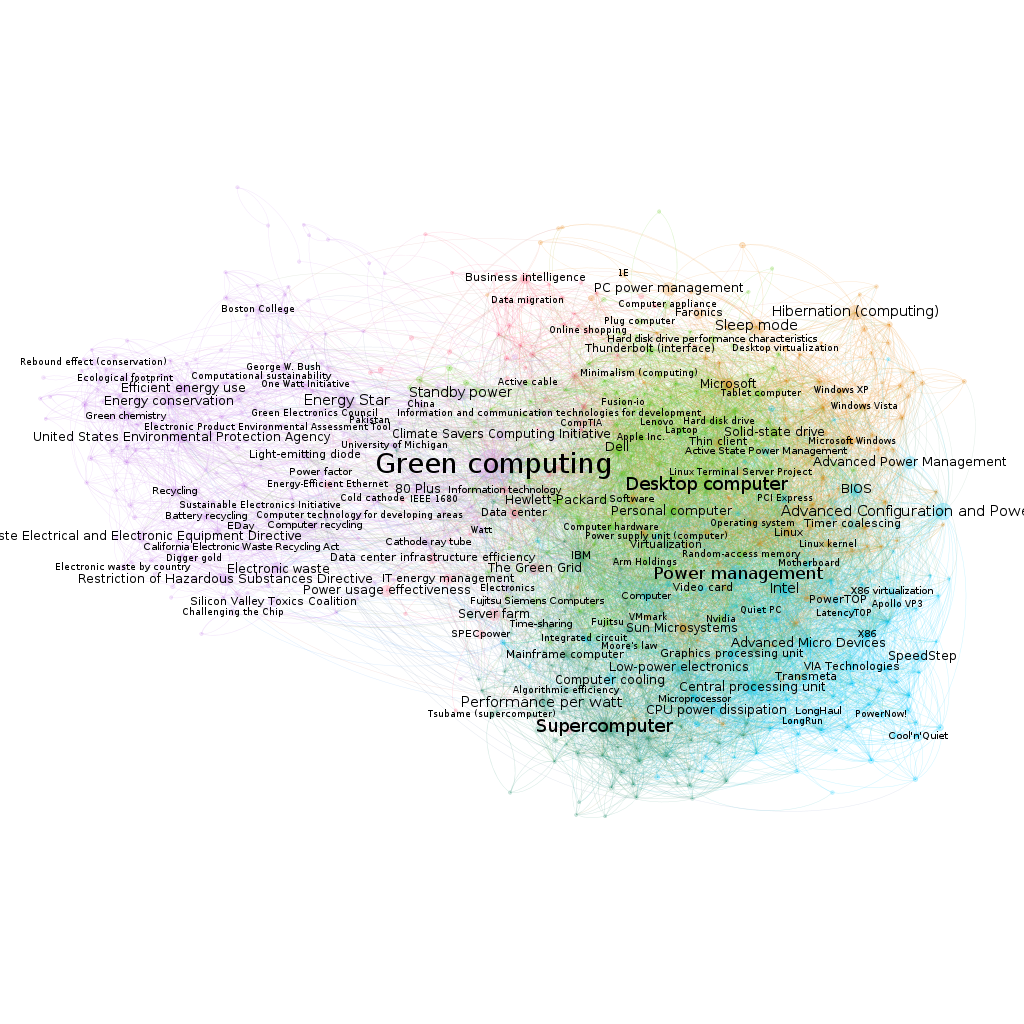 Business intelligence
1E
PC power management
Data migration
Computer appliance
Boston College
Faronics
Hibernation (computing)
Plug computer
Sleep mode
Online shopping
Hard disk drive performance characteristics
Thunderbolt (interface)
Desktop virtualization
Rebound effect (conservation)
George W. Bush
Minimalism (computing)
Ecological footprint
Computational sustainability
One Watt Initiative
Active cable
Microsoft
Efficient energy use
Standby power
Tablet computer
Windows XP
Energy conservation
Energy Star
China
Fusion-io
Windows Vista
Green chemistry
Green Electronics Council
Information and communication technologies for development
Pakistan
CompTIA
Lenovo
Hard disk drive
Electronic Product Environmental Assessment Tool
Laptop
United States Environmental Protection Agency
Climate Savers Computing Initiative
Apple Inc.
Solid-state drive
University of Michigan
Dell
Thin client
Microsoft Windows
Light-emitting diode
Active State Power Management
Green computing
Advanced Power Management
Power factor
Linux Terminal Server Project
Energy-Efficient Ethernet
Desktop computer
Recycling
80 Plus
Information technology
BIOS
Cold cathode
IEEE 1680
Hewlett-Packard
Software
PCI Express
Sustainable Electronics Initiative
Data center
Personal computer
Advanced Configuration and Powe
Battery recycling
Computer technology for developing areas
EDay
Computer recycling
Watt
Computer hardware
Operating system
Timer coalescing
ste Electrical and Electronic Equipment Directive
Power supply unit (computer)
Linux
California Electronic Waste Recycling Act
Cathode ray tube
Virtualization
Linux kernel
Digger gold
Data center infrastructure efficiency
IBM
Random-access memory
Electronic waste by country
Electronic waste
The Green Grid
Arm Holdings
Motherboard
Restriction of Hazardous Substances Directive
IT energy management
Power management
Power usage effectiveness
Electronics
Video card
Intel
X86 virtualization
Silicon Valley Toxics Coalition
Fujitsu Siemens Computers
Computer
PowerTOP
Apollo VP3
Challenging the Chip
Server farm
Quiet PC
LatencyTOP
Time-sharing
Fujitsu
VMmark
Nvidia
SPECpower
Sun Microsystems
X86
Integrated circuit
Moore's law
Advanced Micro Devices
Mainframe computer
Graphics processing unit
SpeedStep
Low-power electronics
VIA Technologies
Computer cooling
Transmeta
Algorithmic efficiency
Central processing unit
Performance per watt
Microprocessor
Tsubame (supercomputer)
CPU power dissipation
LongHaul
PowerNow!
Supercomputer
LongRun
Cool'n'Quiet